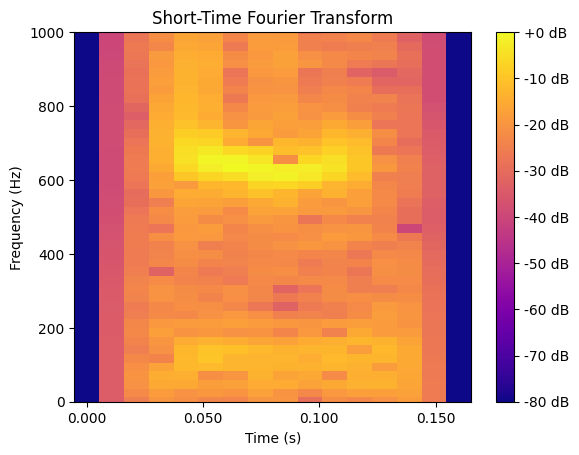 Short-Time Fourier Transform
1000
800
600
400
200
0
Frequency (Hz)
0.000
0.050
0.100
0.150
Time (s)
+0 dB
-10 dB
-20 dB
-30 dB
-40 dB
-50 dB
-60 dB
-70 dB
-80 dB